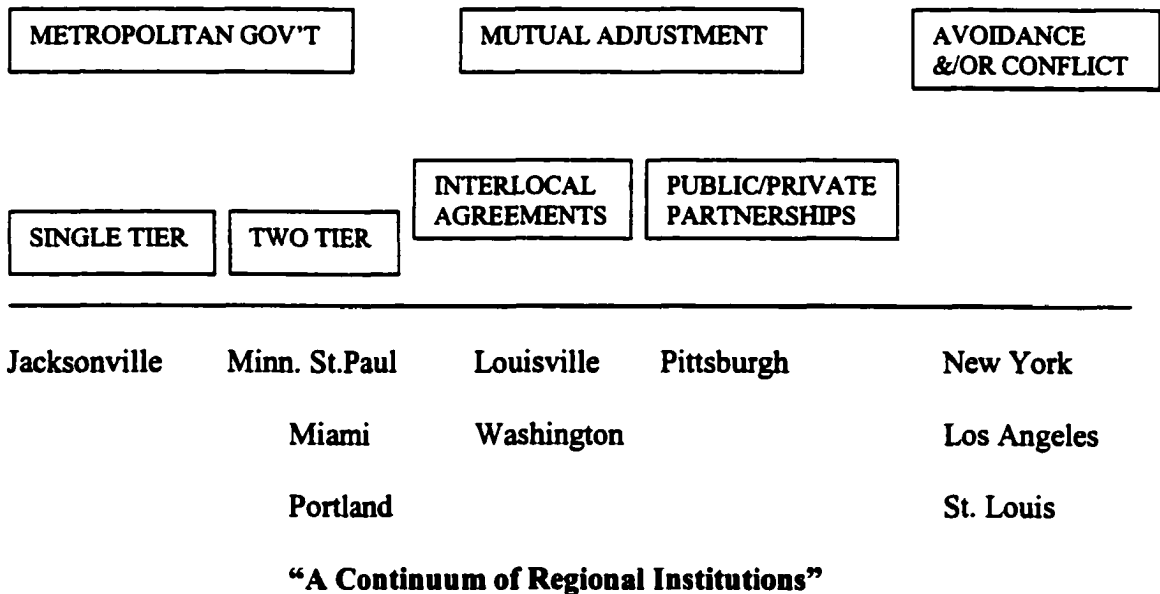 METROPOLITAN GOV'T
MUTUAL ADJUSTMENT
AVOIDANCE
&/OR CONFLICT
SINGLE TIER
TWO TIER
INTERLOCAL
AGREEMENTS
PUBLIC/PRIVATE
PARTNERSHIPS
Jacksonville Minn. St.Paul Louisville Pittsburgh New York
Miami Washington Los Angeles
Portland St. Louis
“A Continuum of Regional Institutions”